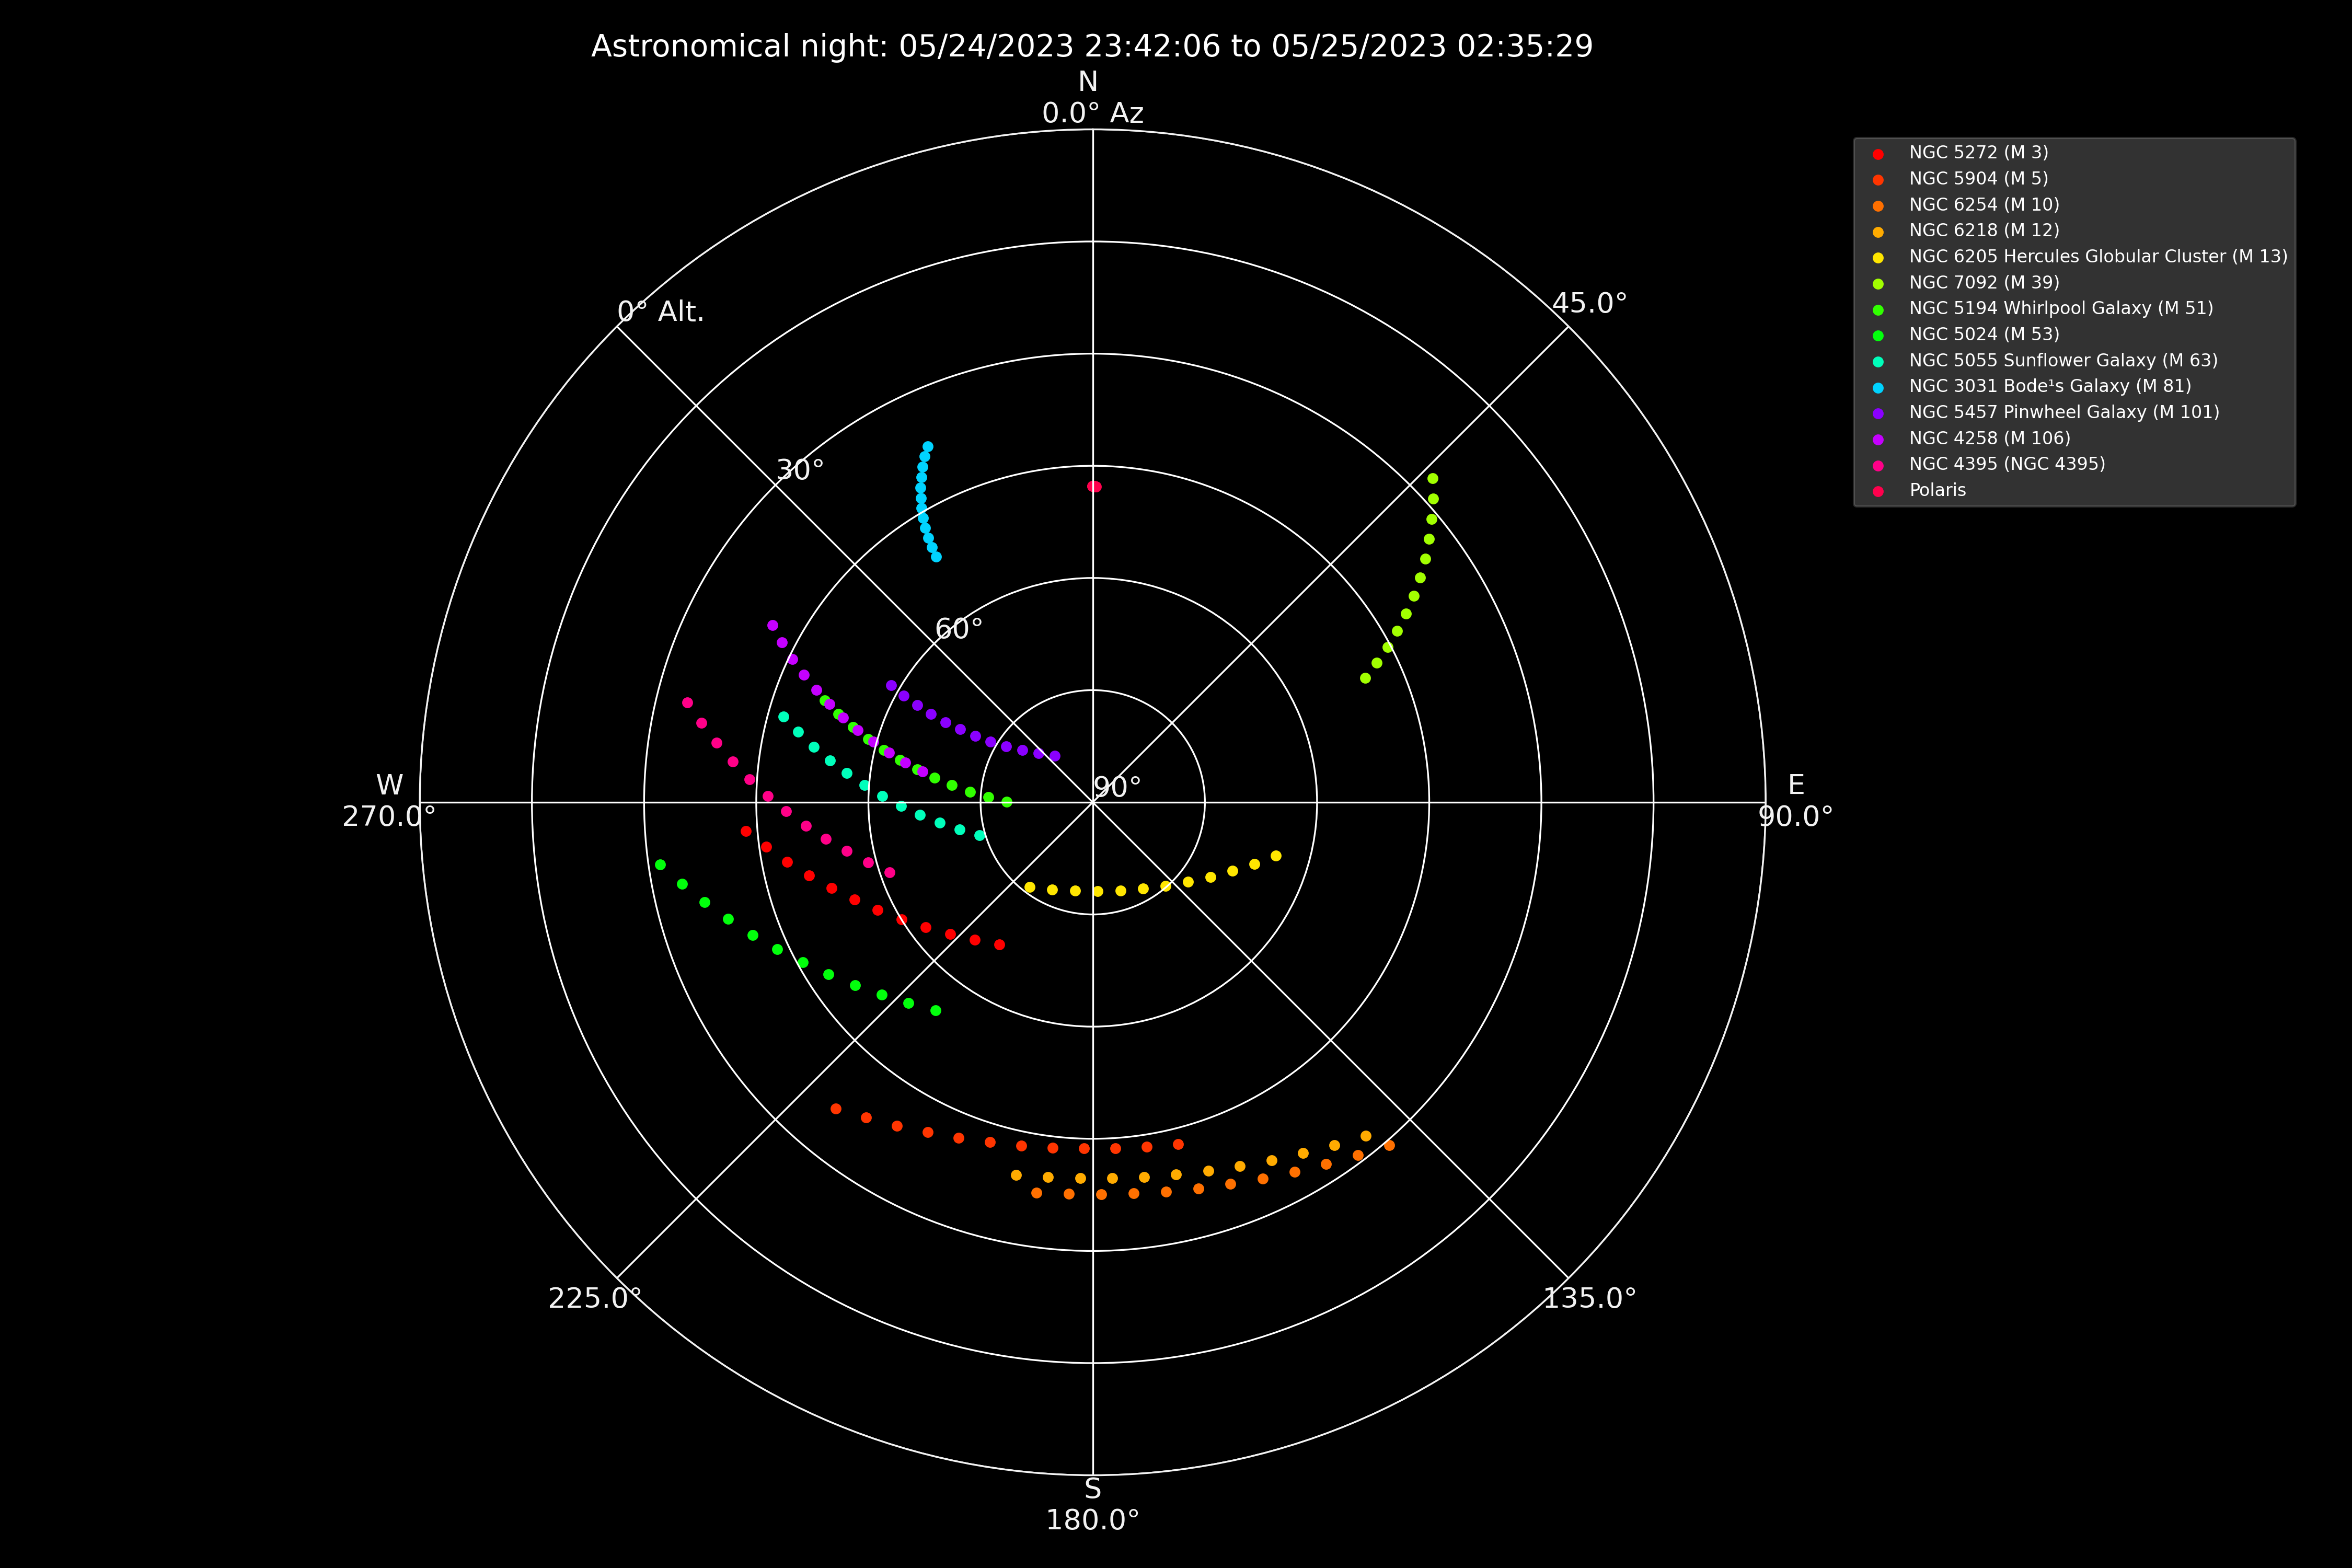 Astronomical night: 05/24/2023 23:42:06 to 05/25/2023 02:35:29
N
0.0° Az
45.0°
0° Alt.
30°
60°
90°
W
270.0°
E
90.0°
225.0°
135.0°
S
180.0°
NGC 5272 (M 3)
NGC 5904 (M 5)
NGC 6254 (M 10)
NGC 6218 (M 12)
NGC 6205 Hercules Globular Cluster (M 13)
NGC 7092 (M 39)
NGC 5194 Whirlpool Galaxy (M 51)
NGC 5024 (M 53)
NGC 5055 Sunflower Galaxy (M 63)
NGC 3031 Bode¹s Galaxy (M 81)
NGC 5457 Pinwheel Galaxy (M 101)
NGC 4258 (M 106)
NGC 4395 (NGC 4395)
Polaris